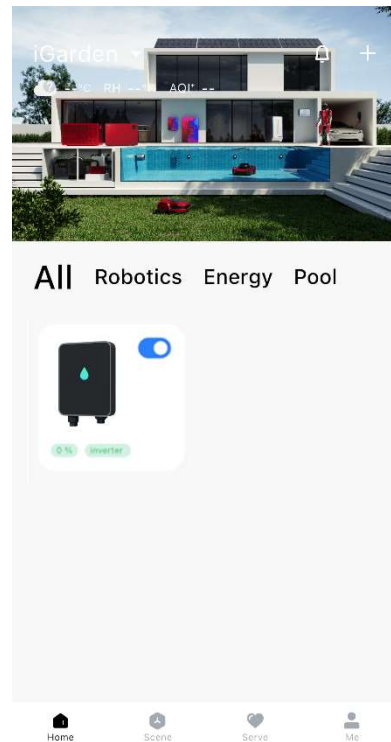 iGarden
--°C RH --% AQI: --
All Robotics Energy Pool
0 % inverter
Home Scene Serve Me